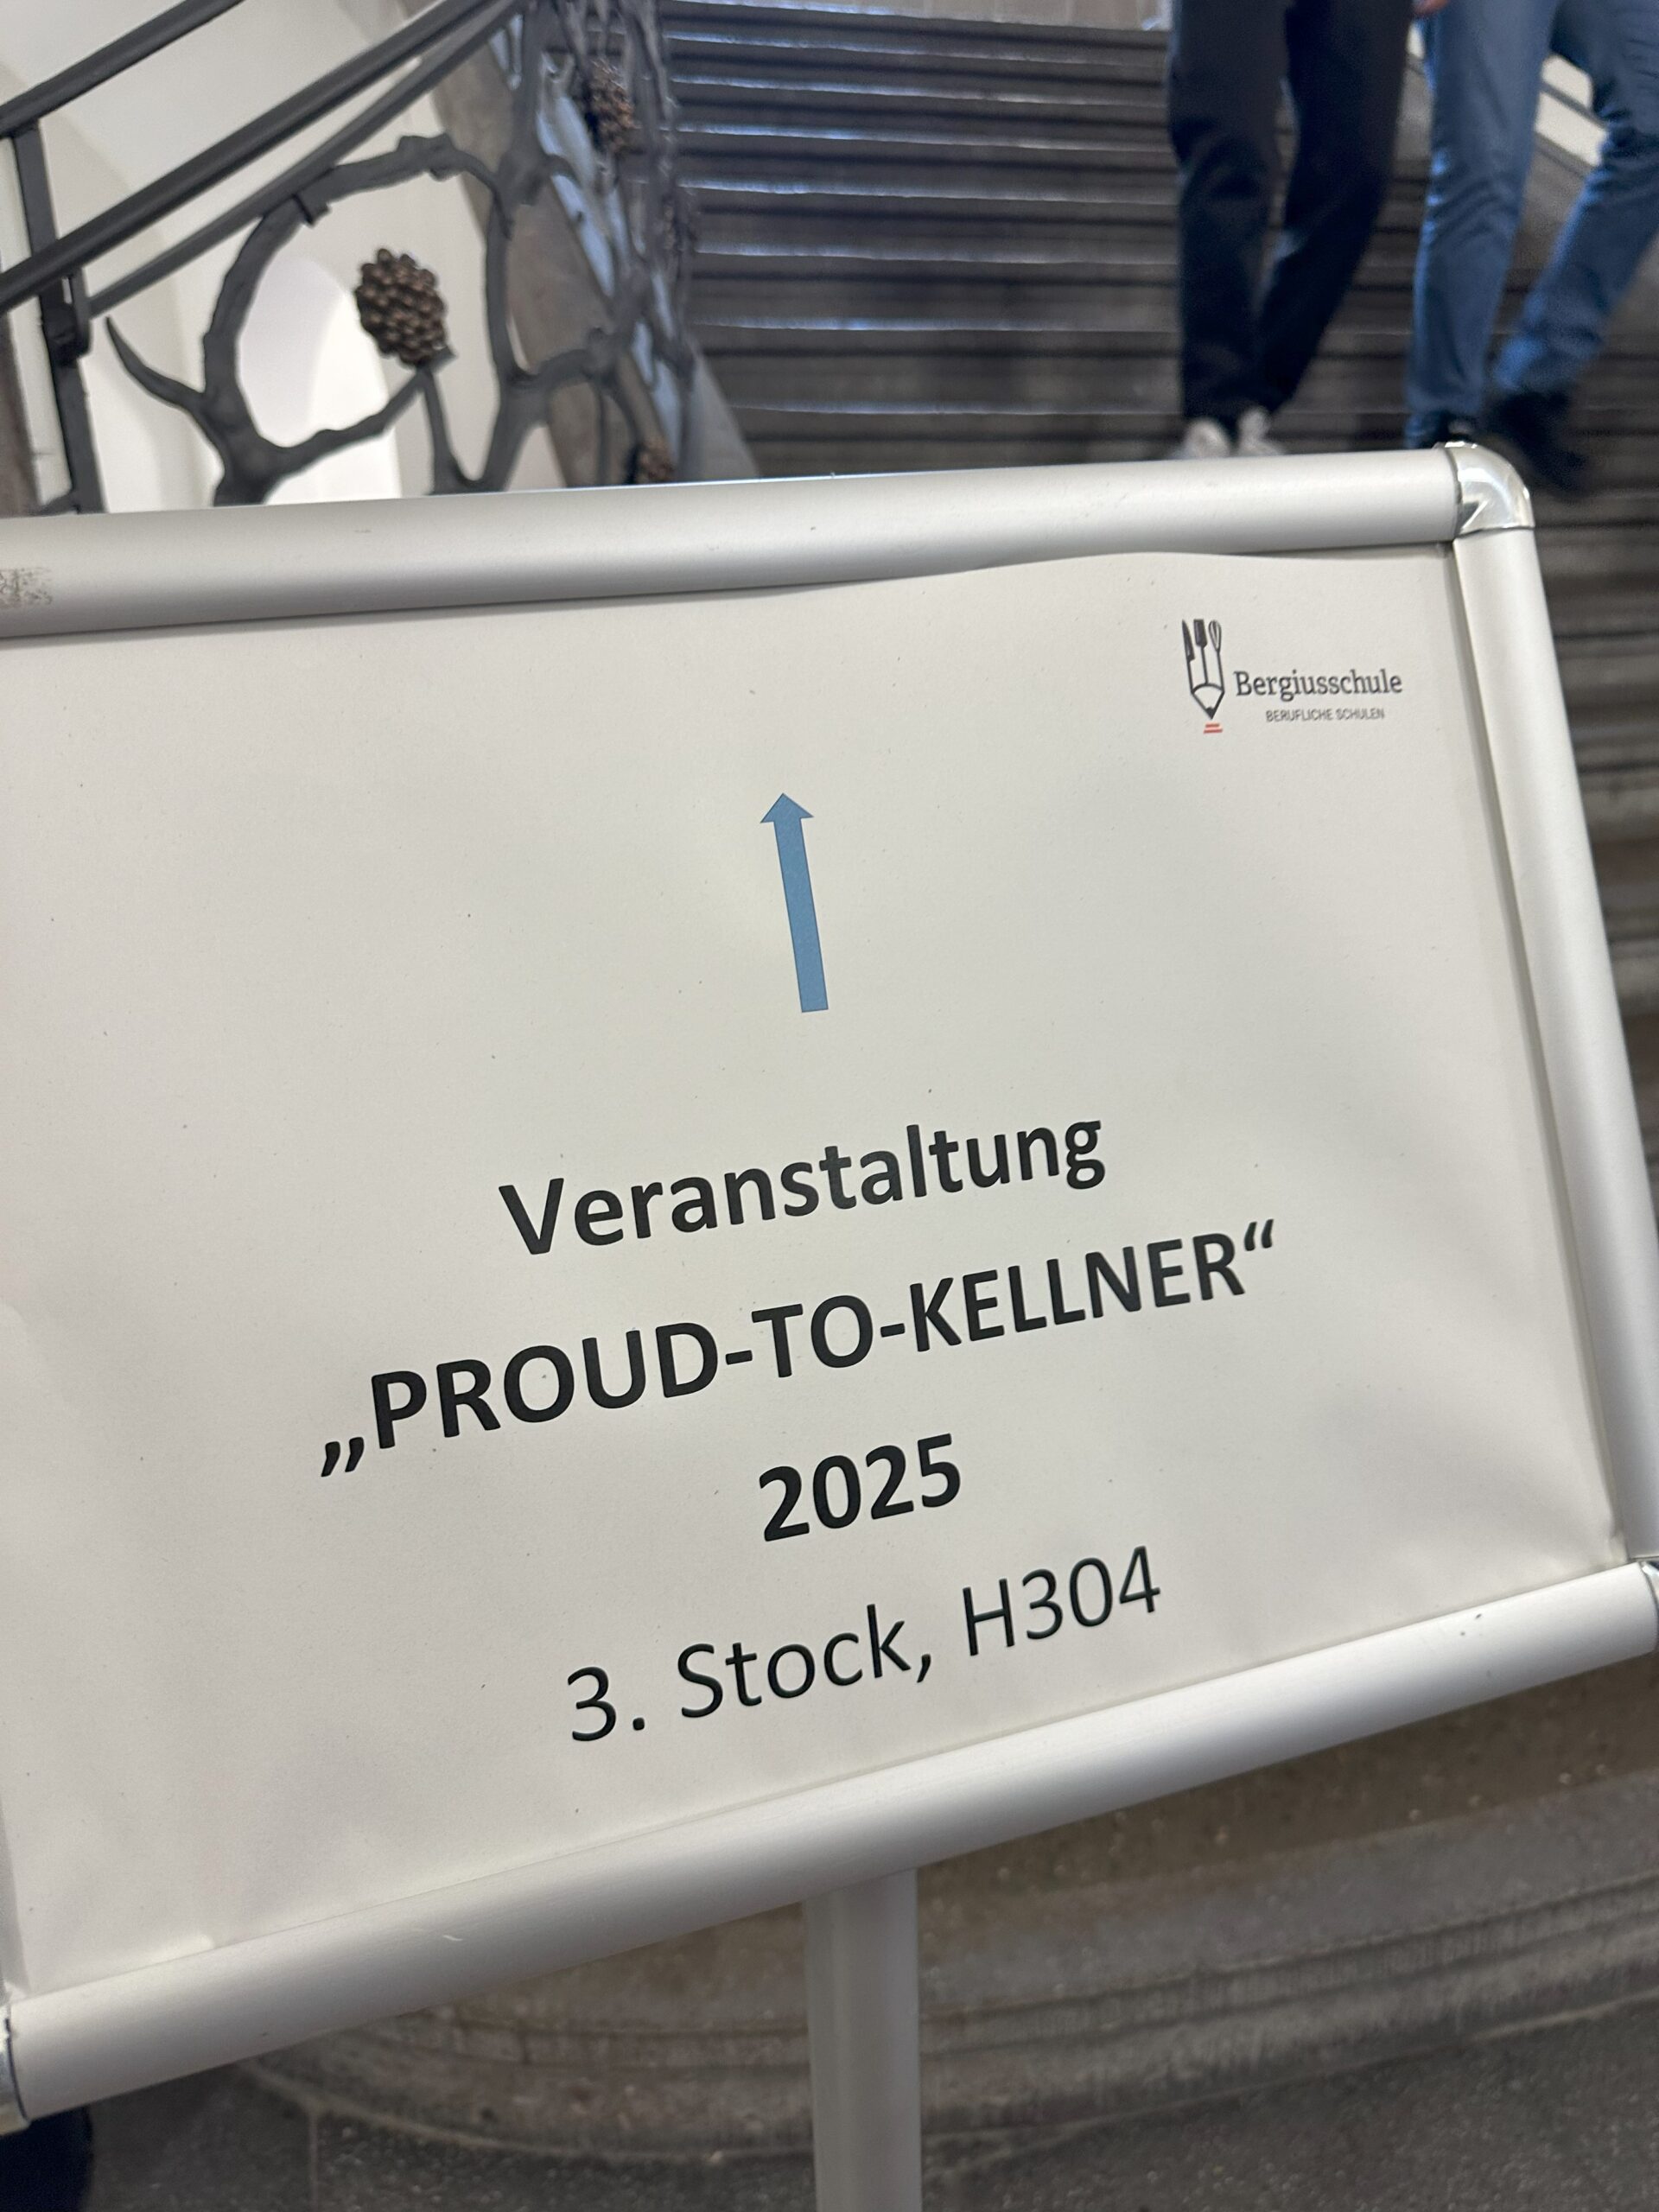 Bergiusschule
BERUFLICHE SCHULEN
Veranstaltung
„PROUD-TO-KELLNER“
2025
3. Stock, H304